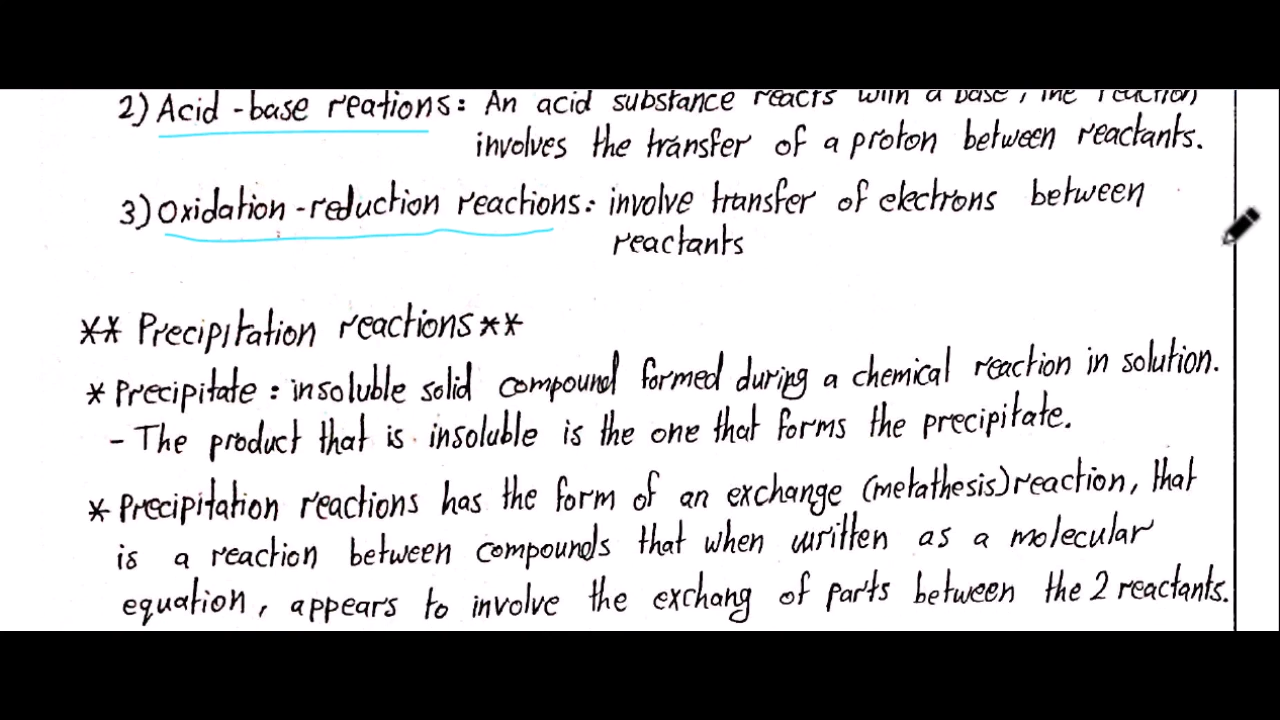 2) Acid-base reations: An acid substance reacts with a base, the reaction
involves the transfer of a proton between reactants.
3) Oxidation-reduction reactions: involve transfer of electrons between
reactants
** Precipitation reactions **
* Precipitate: insoluble solid compound formed during a chemical reaction in solution.
- The product that is insoluble is the one that forms the precipitate.
* Precipitation reactions has the form of an exchange (metathesis) reaction, that
is a reaction between compounds that when written as a molecular
equation, appears to involve the exchang of parts between the 2 reactants.